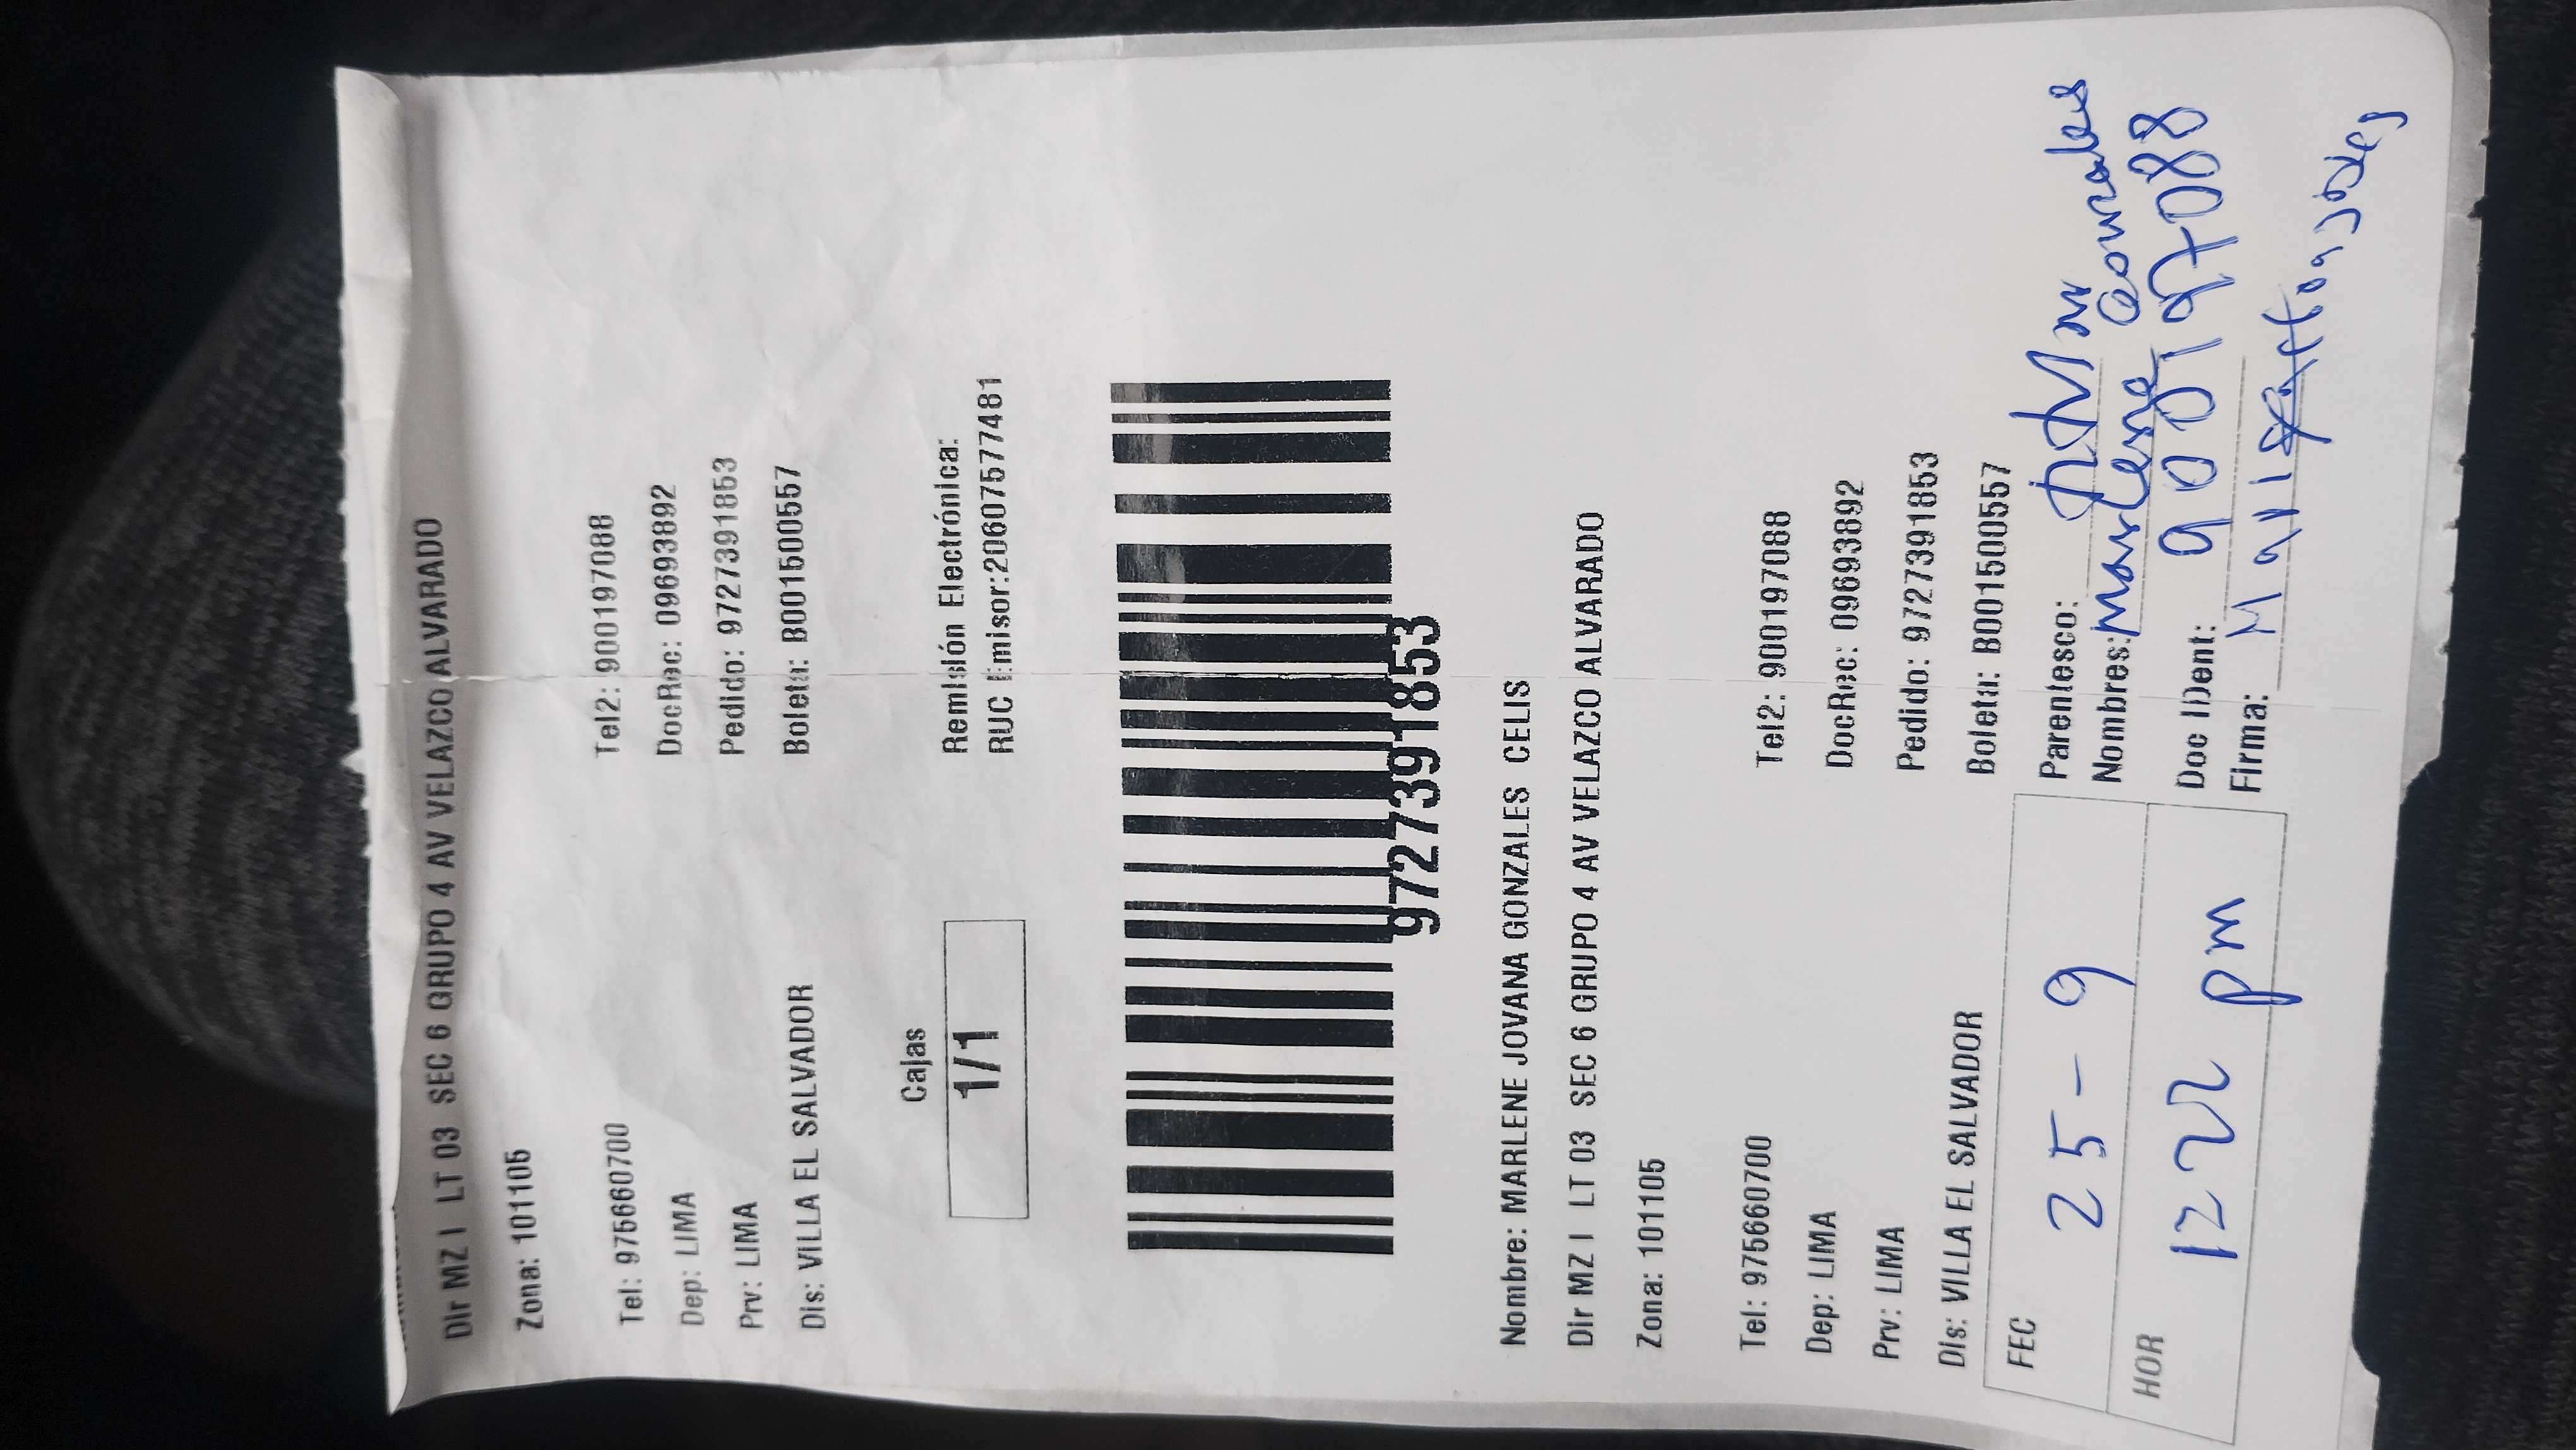 Dir MZ I LT 03 SEC 6 GRUPO 4 AV VELAZCO ALVARADO
Zona: 101105
Tel: 975660700 Tel2: 900197088
Dep: LIMA DocRec: 09693892
Prv: LIMA Pedido: 9727391853
Dis: VILLA EL SALVADOR Boleta: B001500557
Cajas
1/1
Remisión Electrónica:
RUC Emisor:20607577481
9727391853
Nombre: MARLENE JOVANA GONZALES CELIS
Dir MZ I LT 03 SEC 6 GRUPO 4 AV VELAZCO ALVARADO
Zona: 101105
Tel: 975660700 Tel2: 900197088
Dep: LIMA DocRec: 09693892
Prv: LIMA Pedido: 9727391853
Dis: VILLA EL SALVADOR Boleta: B001500557
FEC 25-9 Parentesco:
Nombres: Marlene Gonzales
HOR 1222 pm Doc IDent: 900197088
Firma: